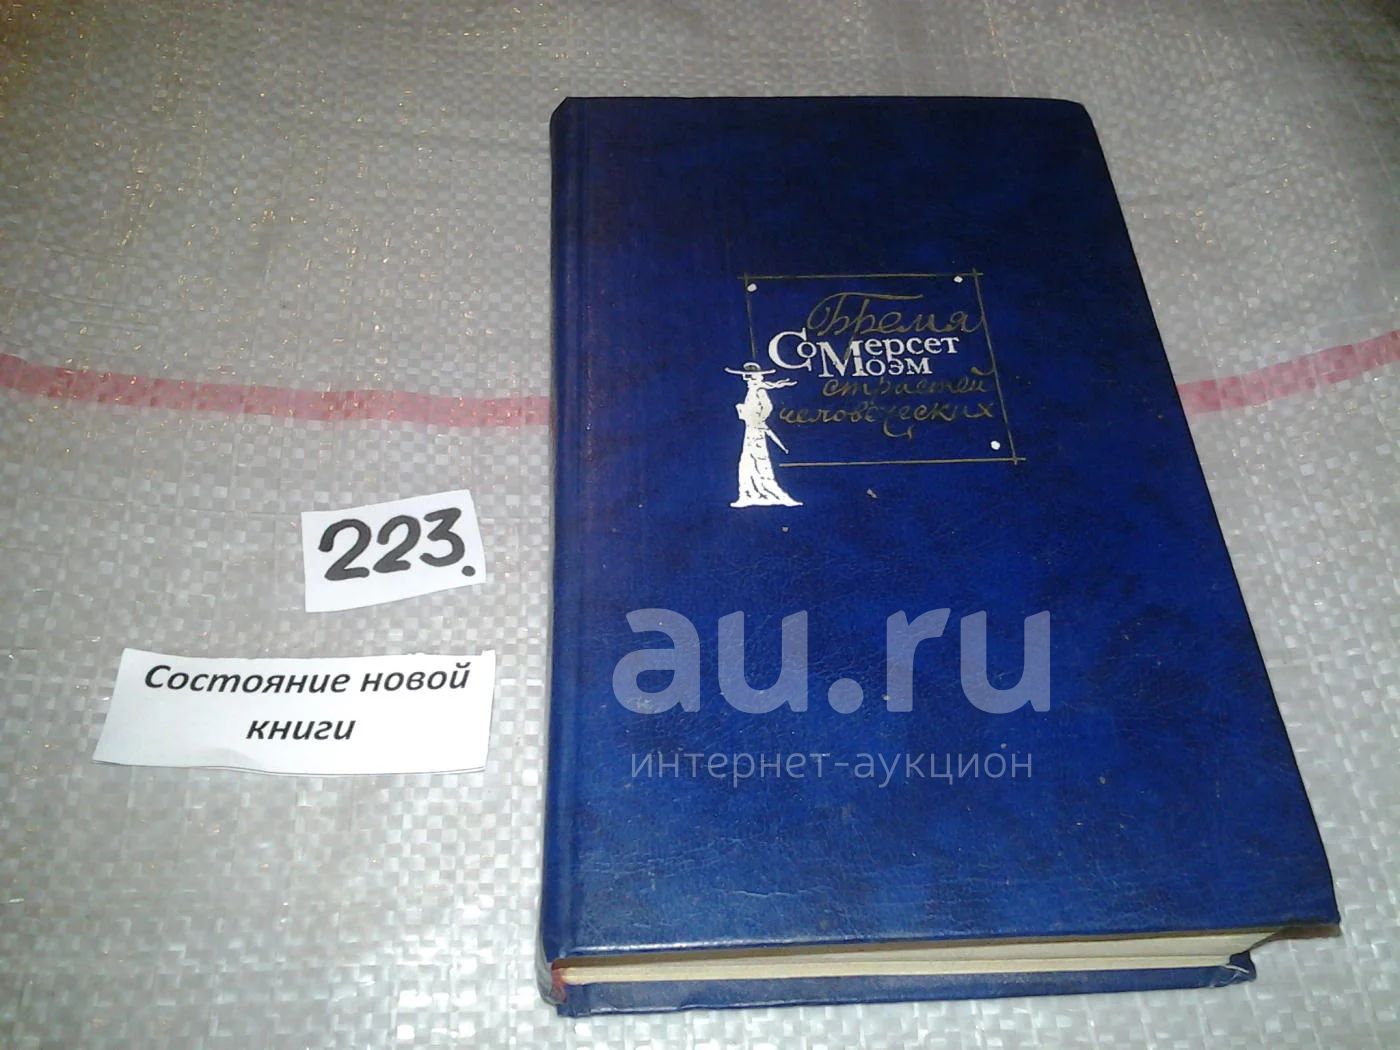 Бремя
Сомерсет
Моэм
страстей
человеческих
223.
Состояние новой
книги
au.ru
интернет-аукцион